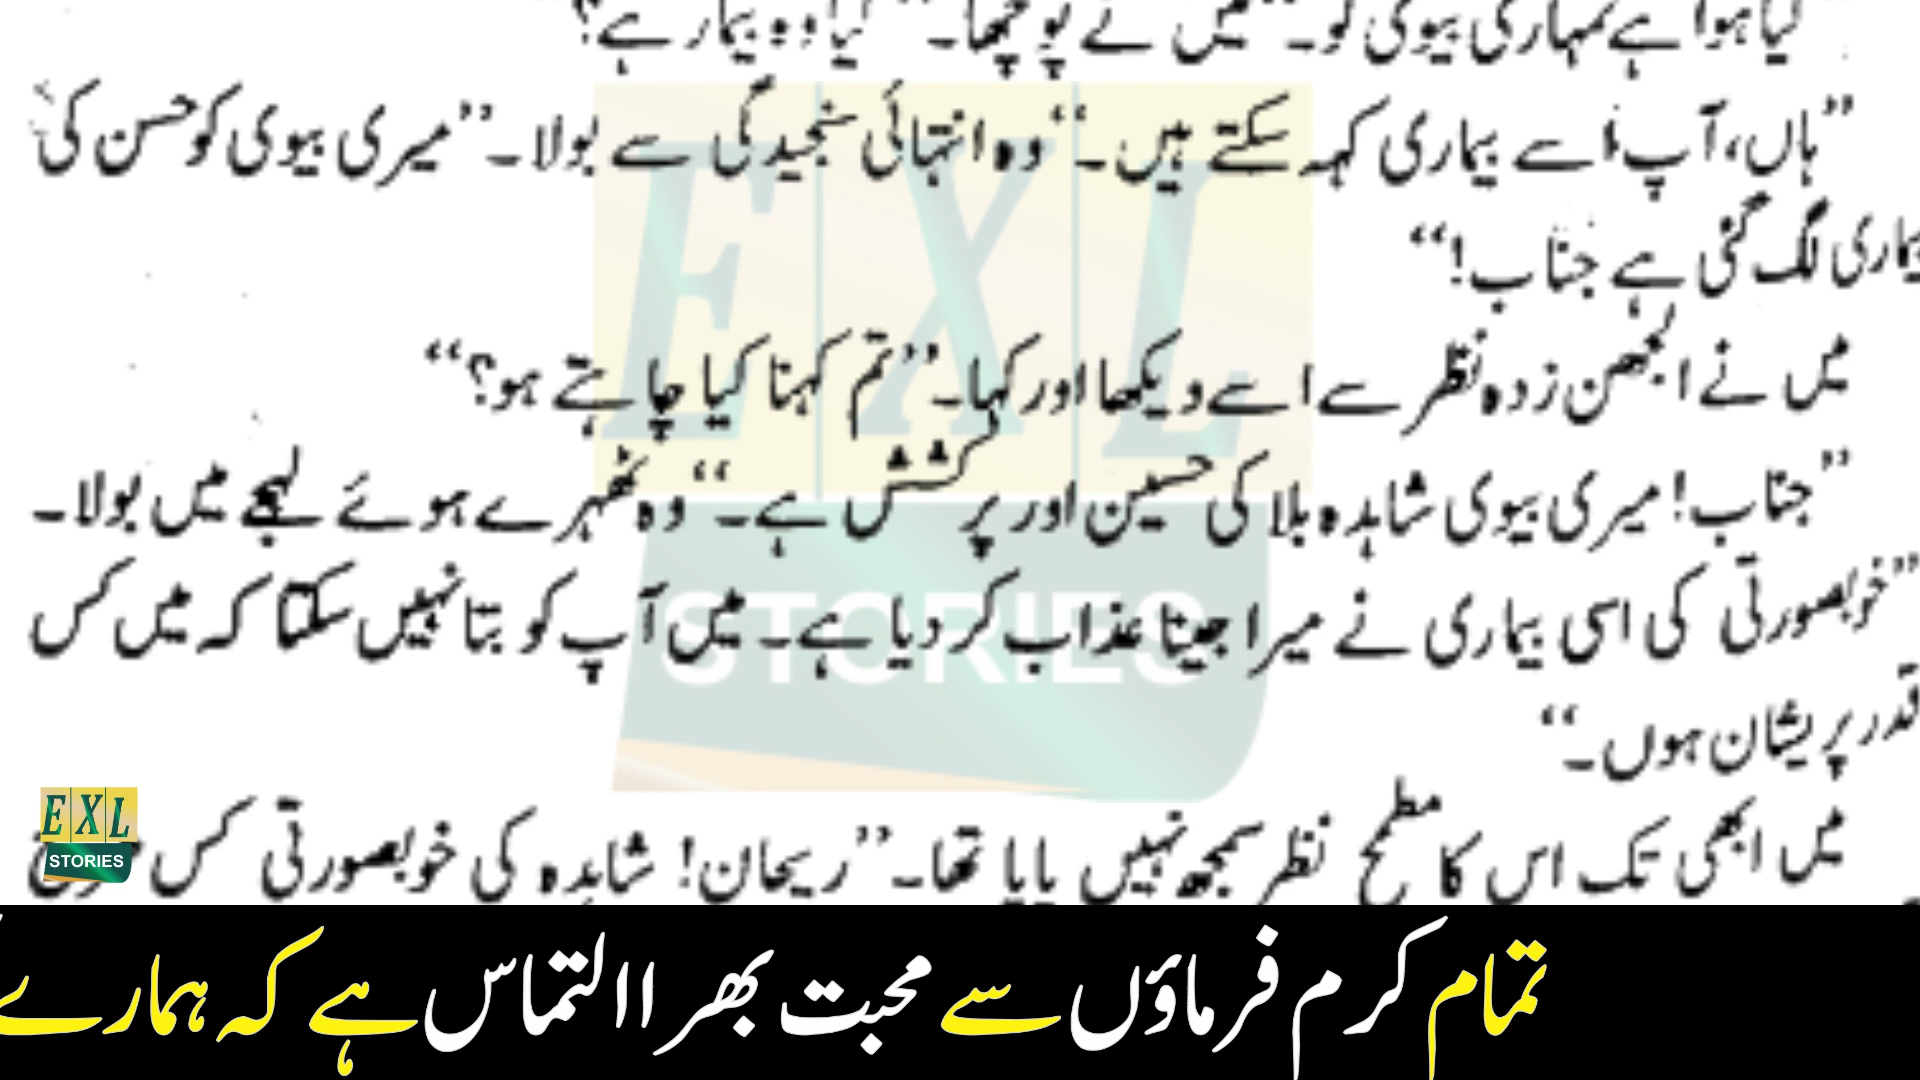 کیا ہوا ہے تمہاری بیوی کو۔‘‘ میں نے پوچھا۔ ’’کیا وہ بیمار ہے؟‘‘
’’ہاں، آپ اسے بیماری کہہ سکتے ہیں۔‘‘ وہ انتہائی سنجیدگی سے بولا۔ ’’میری بیوی کو حسن کی
بیماری لگ گئی ہے جناب!‘‘
میں نے الجھن زدہ نظر سے اسے دیکھا اور کہا۔ ’’تم کہنا کیا چاہتے ہو؟‘‘
’’جناب! میری بیوی شاہدہ بلا کی حسین اور پرکشش ہے۔‘‘ وہ ٹھہرے ہوئے لہجے میں بولا۔
’’خوبصورتی کی اسی بیماری نے میرا جینا عذاب کر دیا ہے۔ میں آپ کو بتا نہیں سکتا کہ میں کس
قدر پریشان ہوں۔‘‘
میں ابھی تک اس کا مطمح نظر سمجھ نہیں پایا تھا۔ ’’ریحان! شاہدہ کی خوبصورتی کس
EXL
STORIES
EXL
STORIES
تمام کرم فرماؤں سے محبت بھرا التماس ہے کہ ہمارے